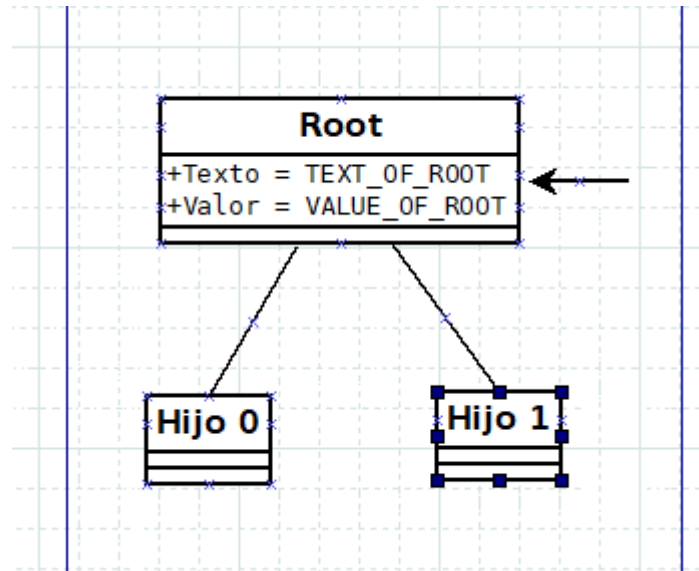 Root
+Texto = TEXT_OF_ROOT
+Valor = VALUE_OF_ROOT
Hijo 0
Hijo 1